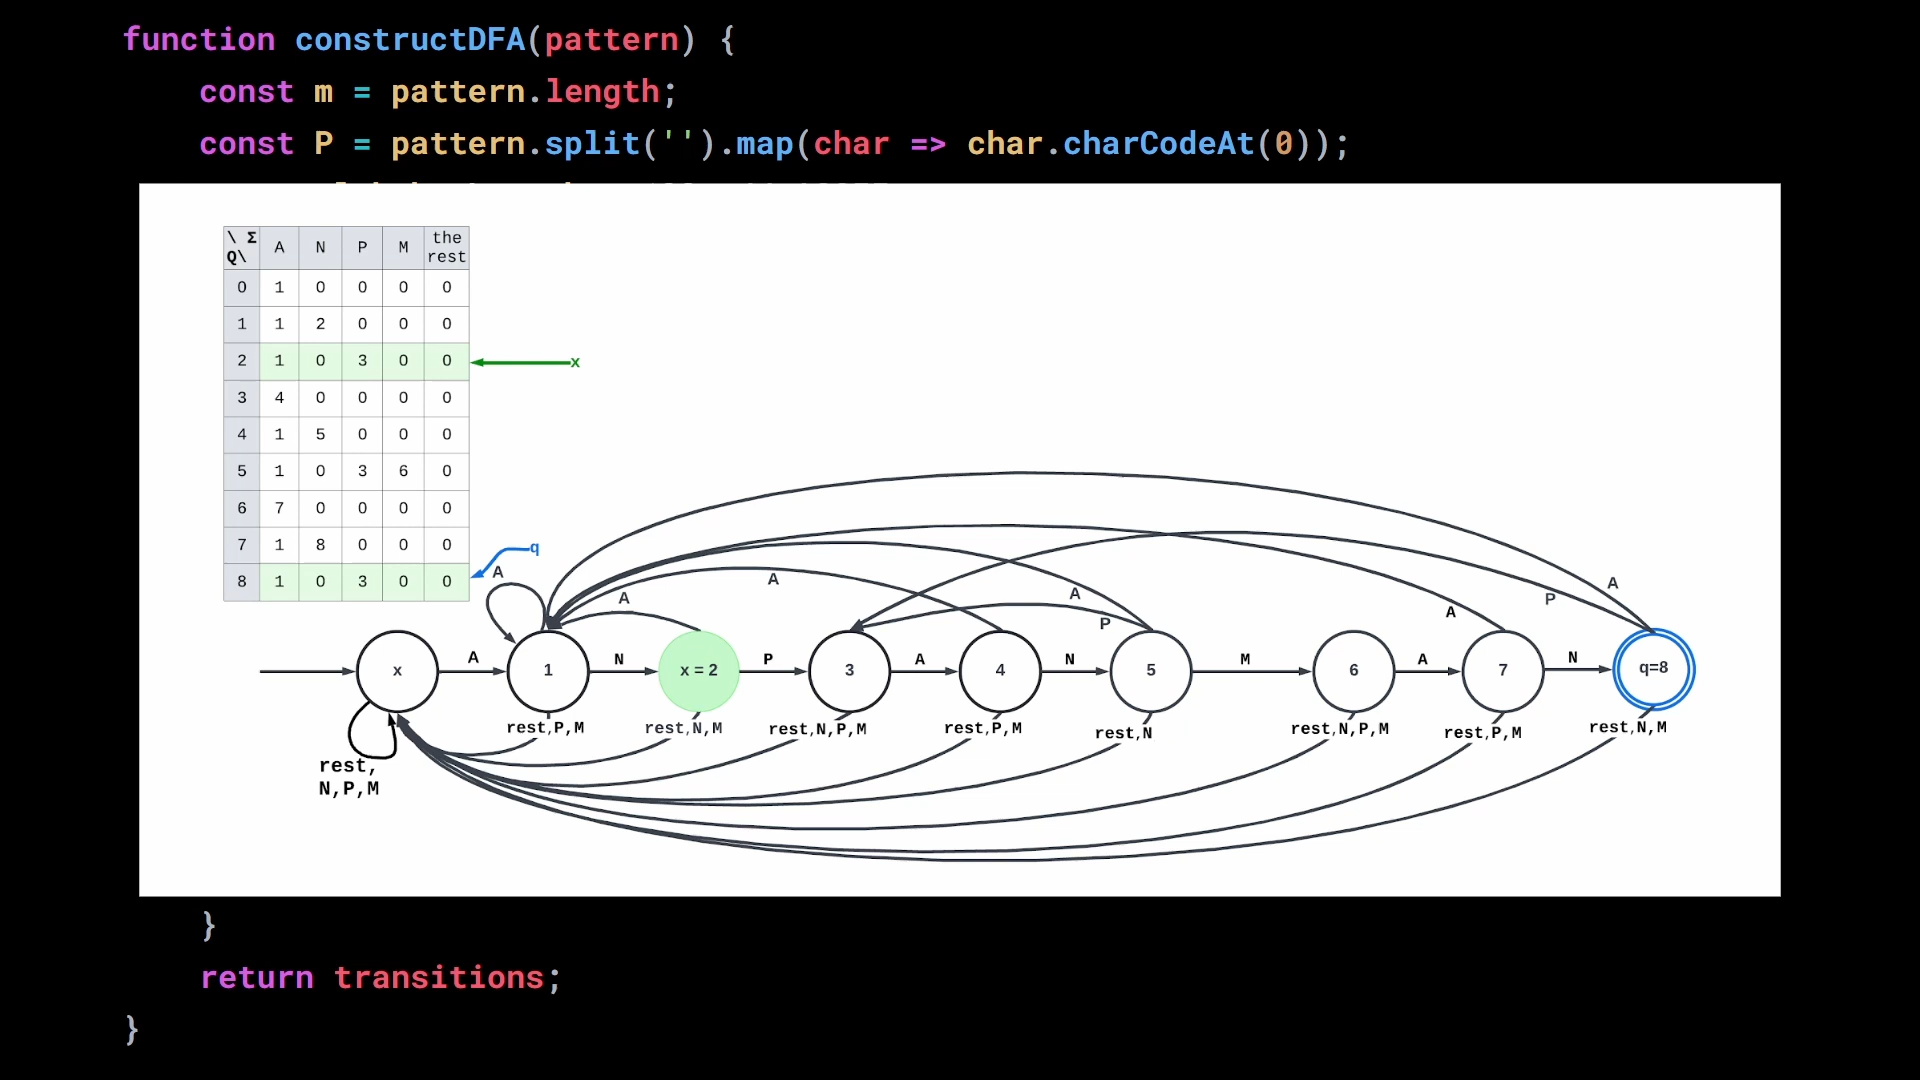 function constructDFA(pattern) {
const m = pattern.length;
const P = pattern.split('').map(char => char.charCodeAt(0));
\ Σ A N P M the rest
Q\
0 1 0 0 0 0
1 1 2 0 0 0
2 1 0 3 0 0
x
3 4 0 0 0 0
4 1 5 0 0 0
5 1 0 3 6 0
6 7 0 0 0 0
7 1 8 0 0 0
q
8 1 0 3 0 0
A
A
A
A
P
A
P
A
x A 1 N x = 2 P 3 A 4 N 5 M 6 A 7 N q=8
rest,P,M rest,N,M rest,N,P,M rest,P,M rest,N rest,N,P,M rest,P,M rest,N,M
rest,
N,P,M
}
return transitions;
}